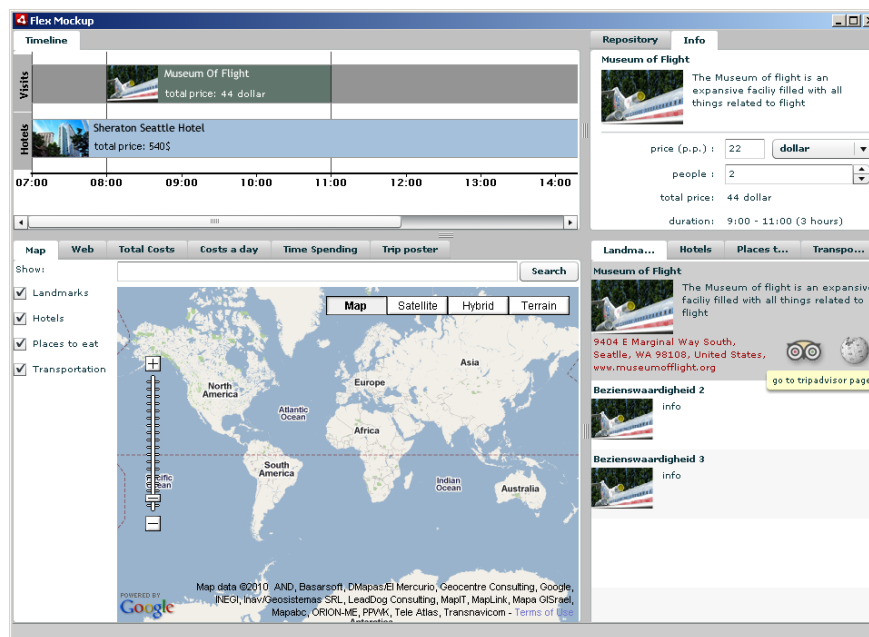 Flex Mockup
Timeline
Visits
Museum Of Flight
total price: 44 dollar
Hotels
Sheraton Seattle Hotel
total price: 540$
07:00 08:00 09:00 10:00 11:00 12:00 13:00 14:00
Repository Info
Museum of Flight
The Museum of flight is an
expansive faciliy filled with all
things related to flight
price (p.p.) : 22 dollar
people : 2
total price: 44 dollar
duration: 9:00 - 11:00 (3 hours)
Map Web Total Costs Costs a day Time Spending Trip poster
Show:
Search
Landmarks
Hotels
Places to eat
Transportation
Map Satellite Hybrid Terrain
North
America
Atlantic
Ocean
Europe
Asia
Africa
South
America
Pacific
Ocean
Indian
Ocean
Australia
POWERED BY
Google
Map data ©2010 AND, Basarsoft, DMapas/El Mercurio, Geocentre Consulting, Google,
INEGI, Inav/Geosistemas SRL, LeadDog Consulting, MapIT, MapLink, Mapa GISrael,
Mapabc, ORION-ME, PPWK, Tele Atlas, Transnavicom - Terms of Use
Antarctica
Landma... Hotels Places t... Transpo...
Museum of Flight
The Museum of flight is an expansive
faciliy filled with all things related to
flight
9404 E Marginal Way South,
Seatlle, WA 98108, United States,
www.museumofflight.org
go to tripadvisor page
Bezienswaardigheid 2
info
Bezienswaardigheid 3
info